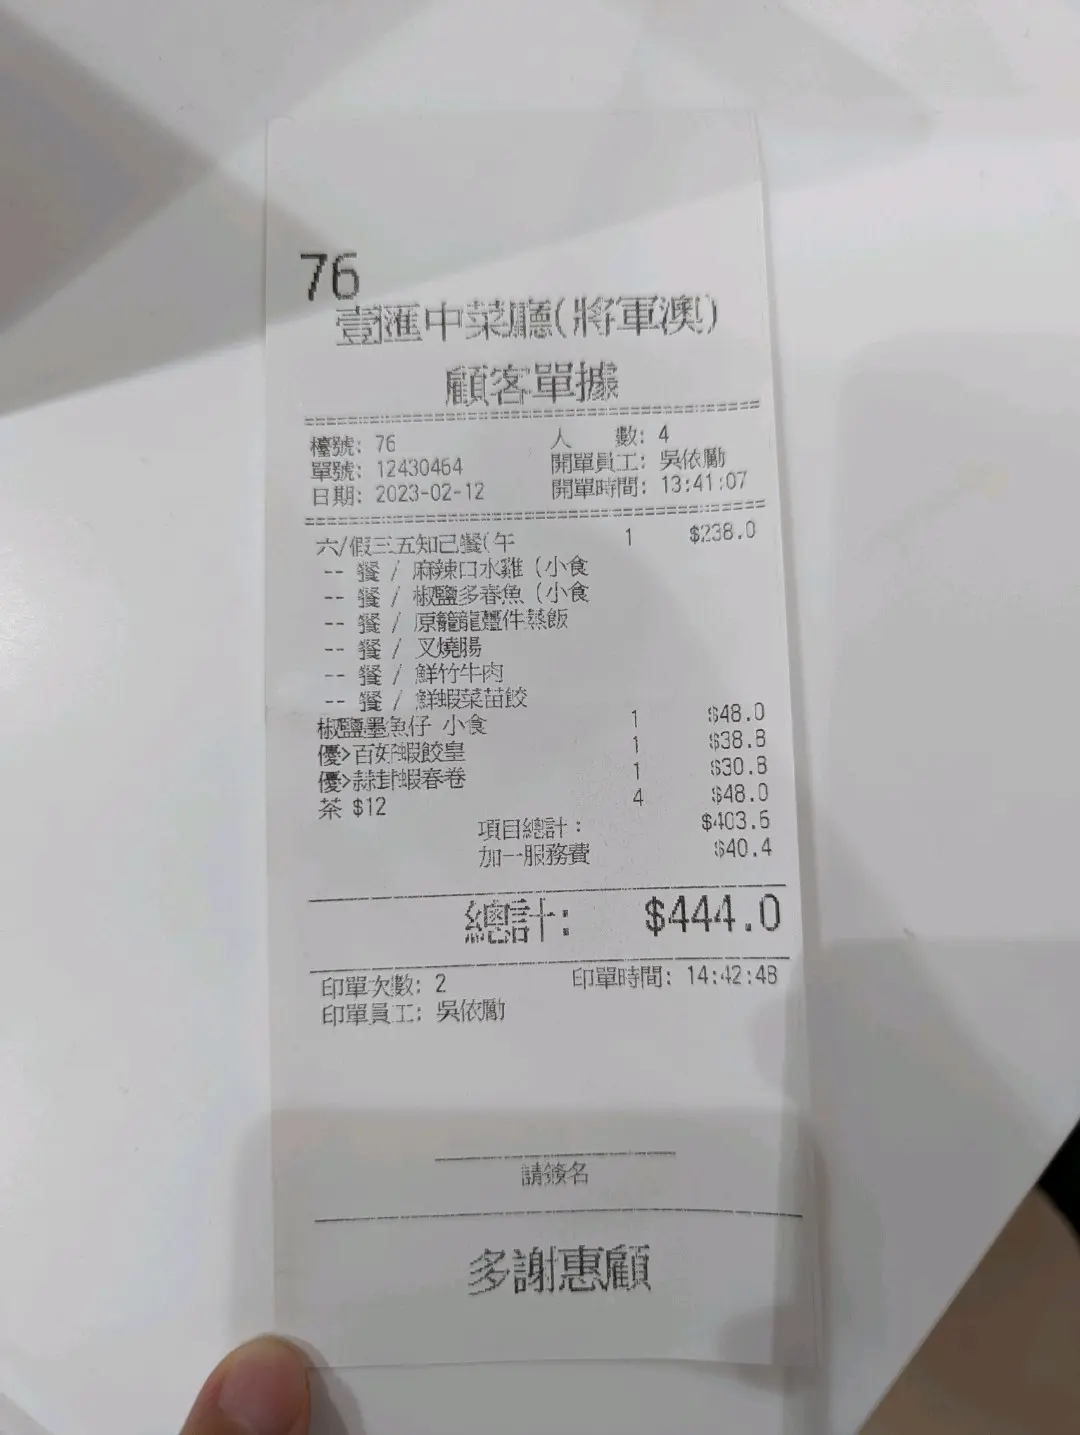 76
壹匯中菜廳(將軍澳)
顧客單據
檯號: 76 人 數: 4
單號: 12430464 開單員工: 吳依勵
日期: 2023-02-12 開單時間: 13:41:07
六/假三五知己餐(午 1 $238.0
-- 餐 / 麻辣口水雞 (小食
-- 餐 / 椒鹽多春魚 (小食
-- 餐 / 原籠龍躉件蒸飯
-- 餐 / 叉燒腸
-- 餐 / 鮮竹牛肉
-- 餐 / 鮮蝦菜苗餃
椒鹽墨魚仔 小食 1 $48.0
優>百好蝦餃皇 1 $38.8
優>蒜封蝦春卷 1 $30.8
茶 $12 4 $48.0
項目總計: $403.6
加一服務費 $40.4
總計: $444.0
印單次數: 2 印單時間: 14:42:48
印單員工: 吳依勵
請簽名
多謝惠顧